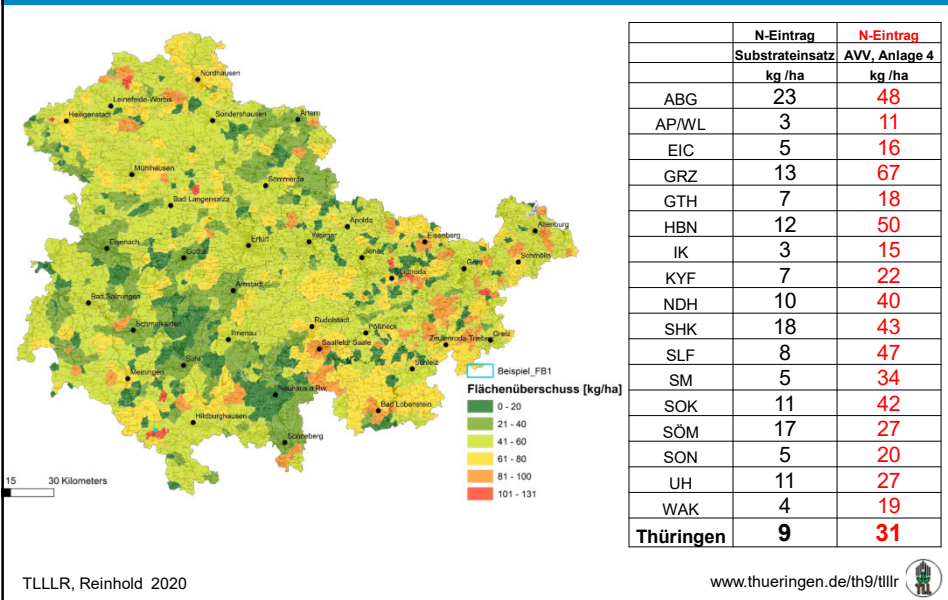 Nordhausen
Leinefelde-Worbis
Heiligenstadt
Sondershausen
Artern
Mühlhausen
Sömmerda
Bad Langensalza
Apolda
Altenburg
Eisenach
Gotha
Erfurt
Weimar
Jena
Eisenberg
Stadtroda
Gera
Schmölln
Arnstadt
Bad Salzungen
Schmalkalden
Ilmenau
Rudolstadt
Pößneck
Saalfeld/ Saale
Zeulenroda Triebes
Greiz
Suhl
Schleiz
Meiningen
Neuhaus a Rw.
Bad Lobenstein
Hildburghausen
Sonneberg
15 30 Kilometers
Beispiel_FB1
Flächenüberschuss [kg/ha]
0 - 20
21 - 40
41 - 60
61 - 80
81 - 100
101 - 131
N-Eintrag N-Eintrag
Substrateinsatz AVV, Anlage 4
kg /ha kg /ha
ABG 23 48
AP/WL 3 11
EIC 5 16
GRZ 13 67
GTH 7 18
HBN 12 50
IK 3 15
KYF 7 22
NDH 10 40
SHK 18 43
SLF 8 47
SM 5 34
SOK 11 42
SÖM 17 27
SON 5 20
UH 11 27
WAK 4 19
Thüringen 9 31
TLLLR, Reinhold 2020
www.thueringen.de/th9/tlllr
TLL